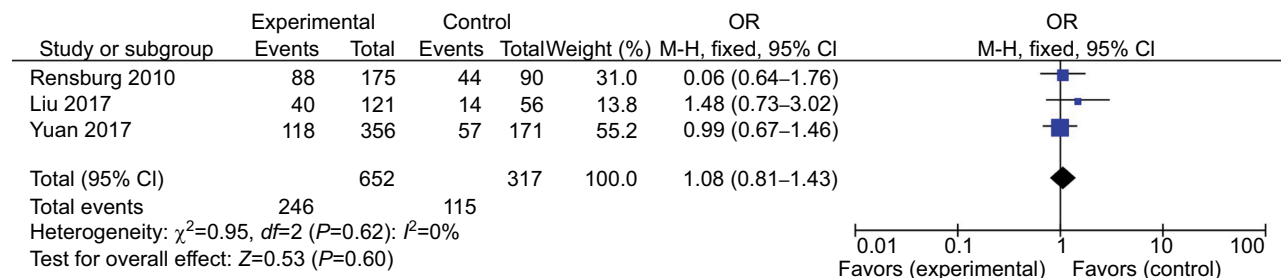 Experimental Control OR OR
Study or subgroup Events Total Events Total Weight (%) M-H, fixed, 95% CI M-H, fixed, 95% CI
Rensburg 2010 88 175 44 90 31.0 0.06 (0.64–1.76)
Liu 2017 40 121 14 56 13.8 1.48 (0.73–3.02)
Yuan 2017 118 356 57 171 55.2 0.99 (0.67–1.46)
Total (95% CI) 652 317 100.0 1.08 (0.81–1.43)
Total events 246 115
Heterogeneity: χ²=0.95, df=2 (P=0.62): I²=0%
Test for overall effect: Z=0.53 (P=0.60)
0.01 0.1 1 10 100
Favors (experimental) Favors (control)